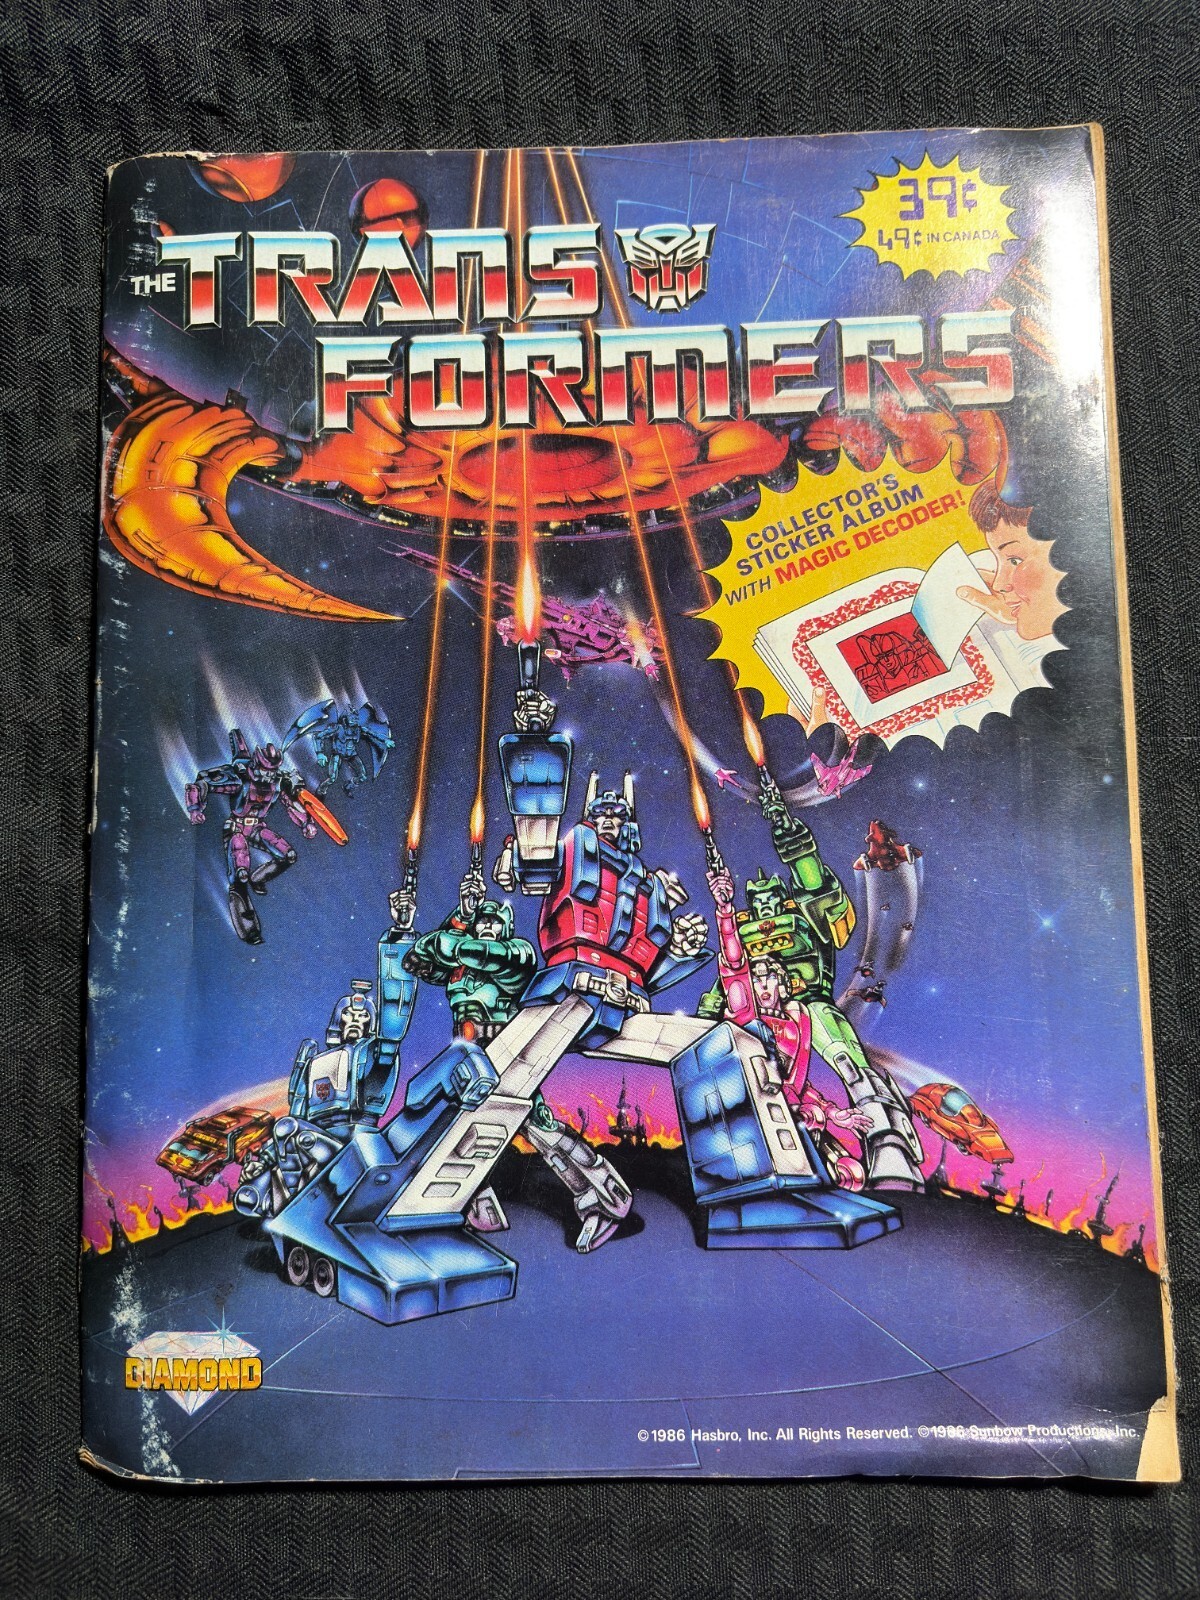 39¢
49¢ IN CANADA
THE TRANS
FORMERS
TM
COLLECTOR'S
STICKER ALBUM
WITH MAGIC DECODER!
DIAMOND
©1986 Hasbro, Inc. All Rights Reserved. ©1986 Sunbow Productions, Inc.